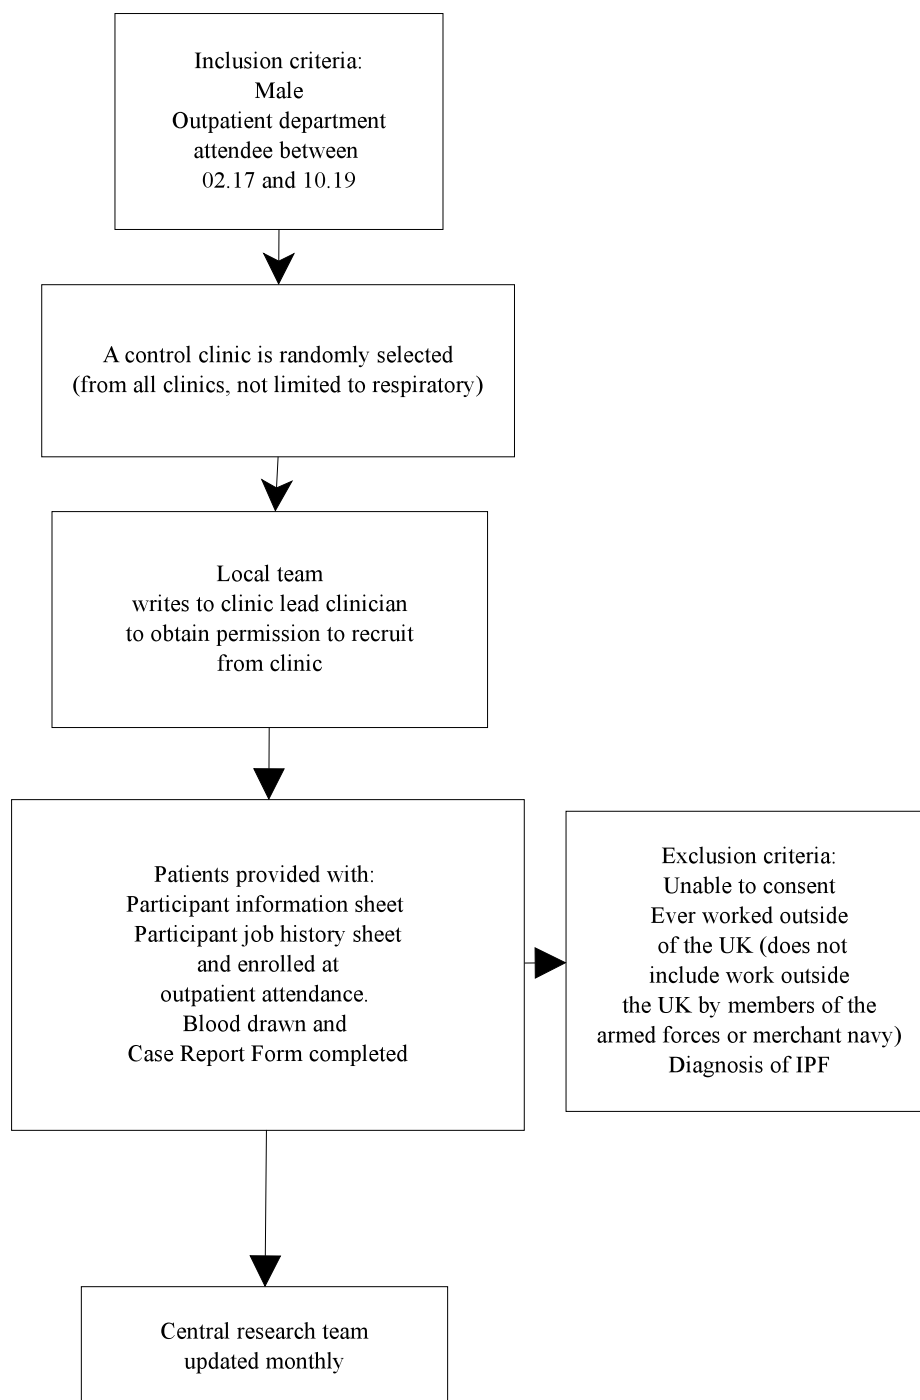 Inclusion criteria:
Male
Outpatient department
attendee between
02.17 and 10.19
A control clinic is randomly selected
(from all clinics, not limited to respiratory)
Local team
writes to clinic lead clinician
to obtain permission to recruit
from clinic
Patients provided with:
Participant information sheet
Participant job history sheet
and enrolled at
outpatient attendance.
Blood drawn and
Case Report Form completed
Exclusion criteria:
Unable to consent
Ever worked outside
of the UK (does not
include work outside
the UK by members of the
armed forces or merchant navy)
Diagnosis of IPF
Central research team
updated monthly